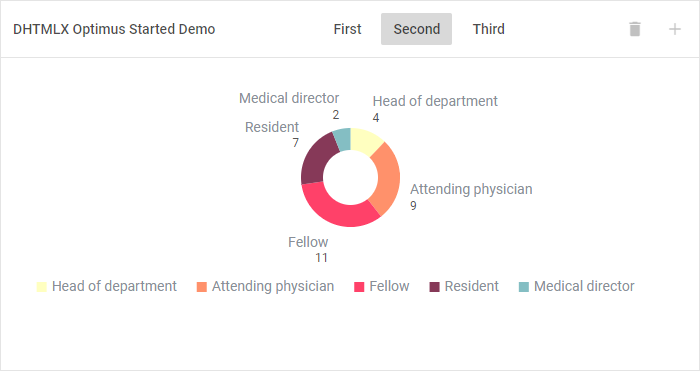 DHTMLX Optimus Started Demo First Second Third
Medical director
2
Head of department
4
Resident
7
Attending physician
9
Fellow
11
Head of department Attending physician Fellow Resident Medical director